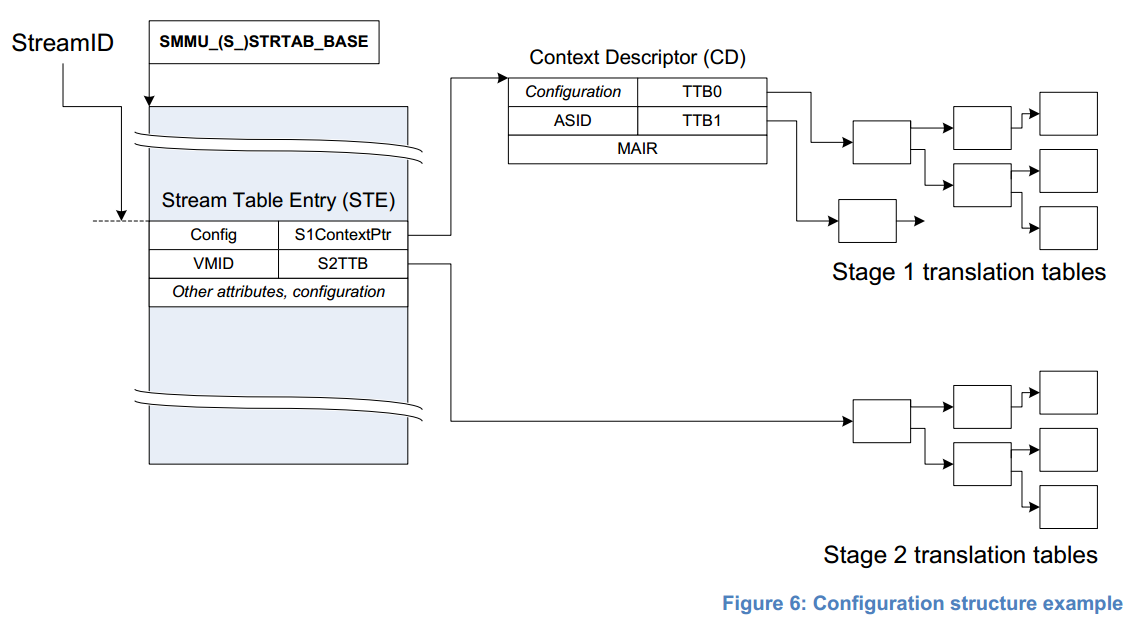 StreamID
SMMU_(S_)STRTAB_BASE
Context Descriptor (CD)
Configuration TTB0
ASID TTB1
MAIR
Stream Table Entry (STE)
Config S1ContextPtr
VMID S2TTB
Other attributes, configuration
Stage 1 translation tables
Stage 2 translation tables
Figure 6: Configuration structure example